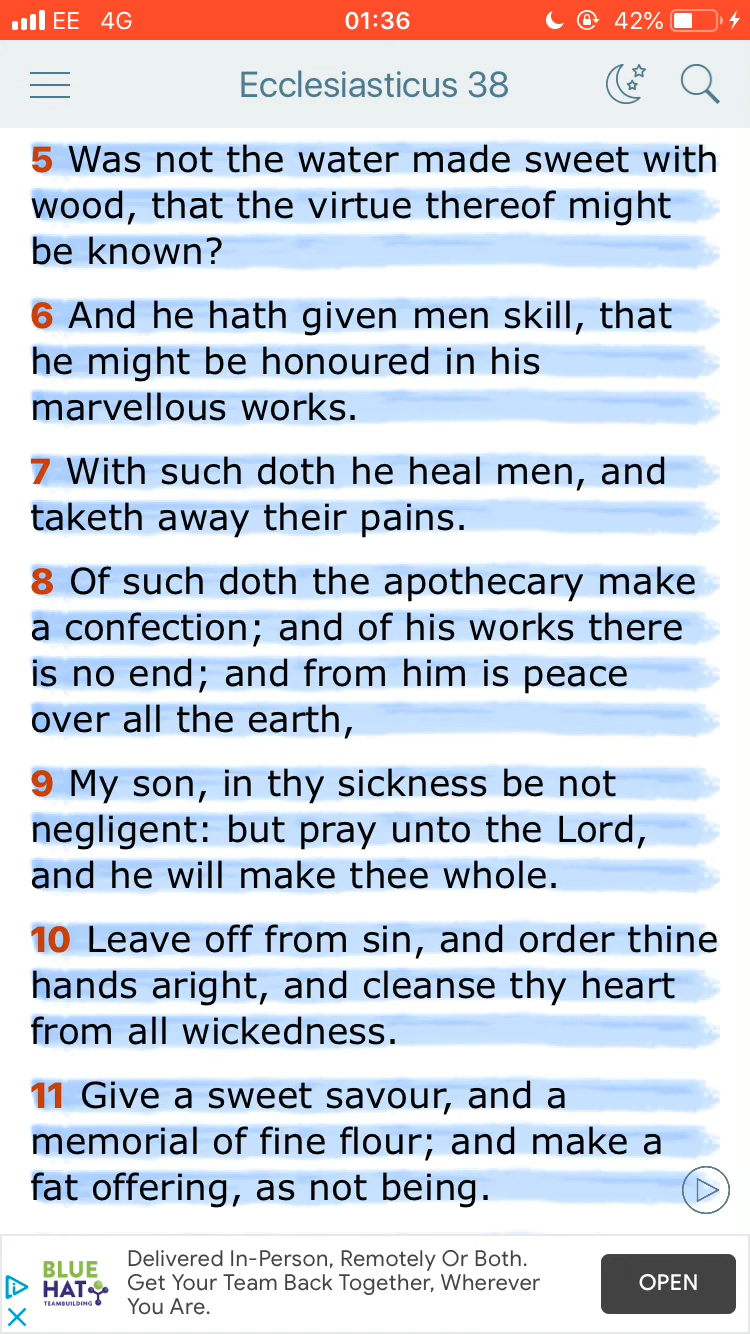 EE 4G 01:36 42%
Ecclesiasticus 38
5 Was not the water made sweet with
wood, that the virtue thereof might
be known?
6 And he hath given men skill, that
he might be honoured in his
marvellous works.
7 With such doth he heal men, and
taketh away their pains.
8 Of such doth the apothecary make
a confection; and of his works there
is no end; and from him is peace
over all the earth,
9 My son, in thy sickness be not
negligent: but pray unto the Lord,
and he will make thee whole.
10 Leave off from sin, and order thine
hands aright, and cleanse thy heart
from all wickedness.
11 Give a sweet savour, and a
memorial of fine flour; and make a
fat offering, as not being.
BLUE
HAT
TEAMBUILDING
Delivered In-Person, Remotely Or Both.
Get Your Team Back Together, Wherever
You Are.
OPEN